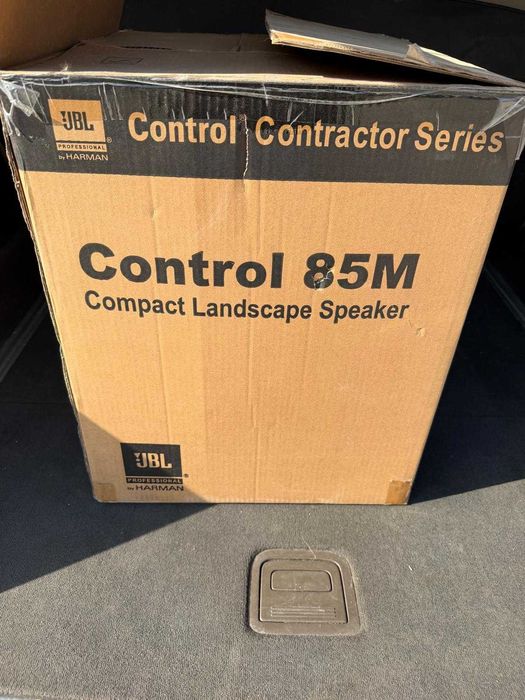 JBL
PROFESSIONAL
by HARMAN
Control Contractor Series
Control 85M
Compact Landscape Speaker
JBL
PROFESSIONAL
by HARMAN